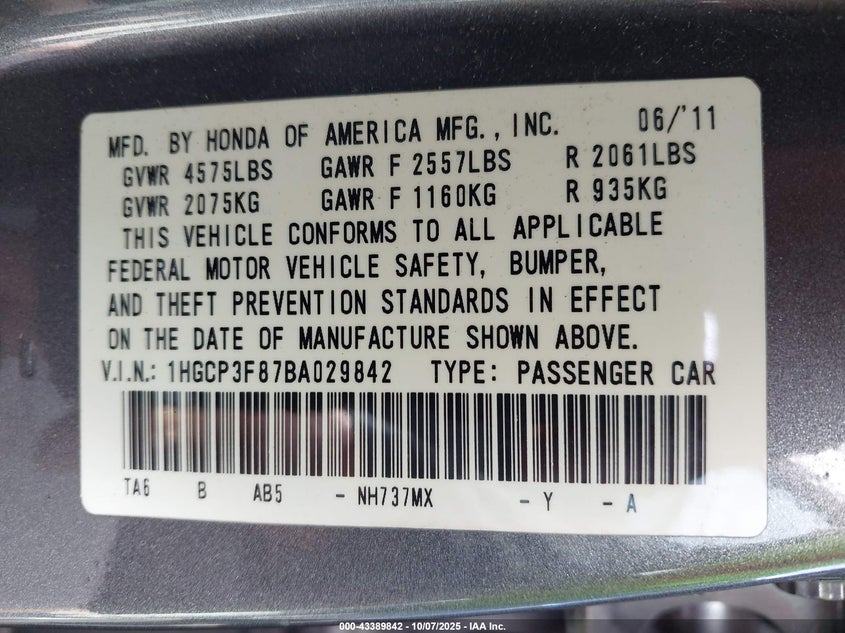 MFD. BY HONDA OF AMERICA MFG., INC. 06/'11
GVWR 4575LBS GAWR F 2557LBS R 2061LBS
GVWR 2075KG GAWR F 1160KG R 935KG
THIS VEHICLE CONFORMS TO ALL APPLICABLE
FEDERAL MOTOR VEHICLE SAFETY, BUMPER,
AND THEFT PREVENTION STANDARDS IN EFFECT
ON THE DATE OF MANUFACTURE SHOWN ABOVE.
V.I.N.: 1HGCP3F87BA029842 TYPE: PASSENGER CAR
TA6 B AB5 - NH737MX - Y - A
000-43389842 - 10/07/2025 - IAA Inc.